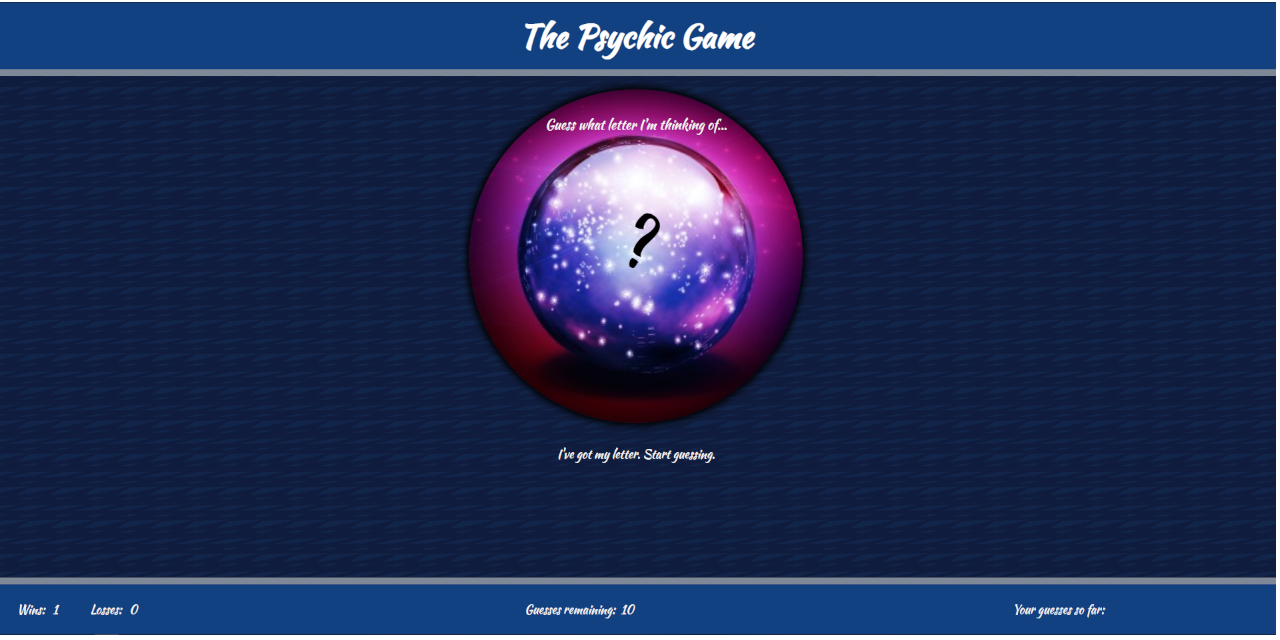 The Psychic Game
Guess what letter I'm thinking of...
?
I've got my letter. Start guessing.
Wins: 1 Losses: 0 Guesses remaining: 10 Your guesses so far: